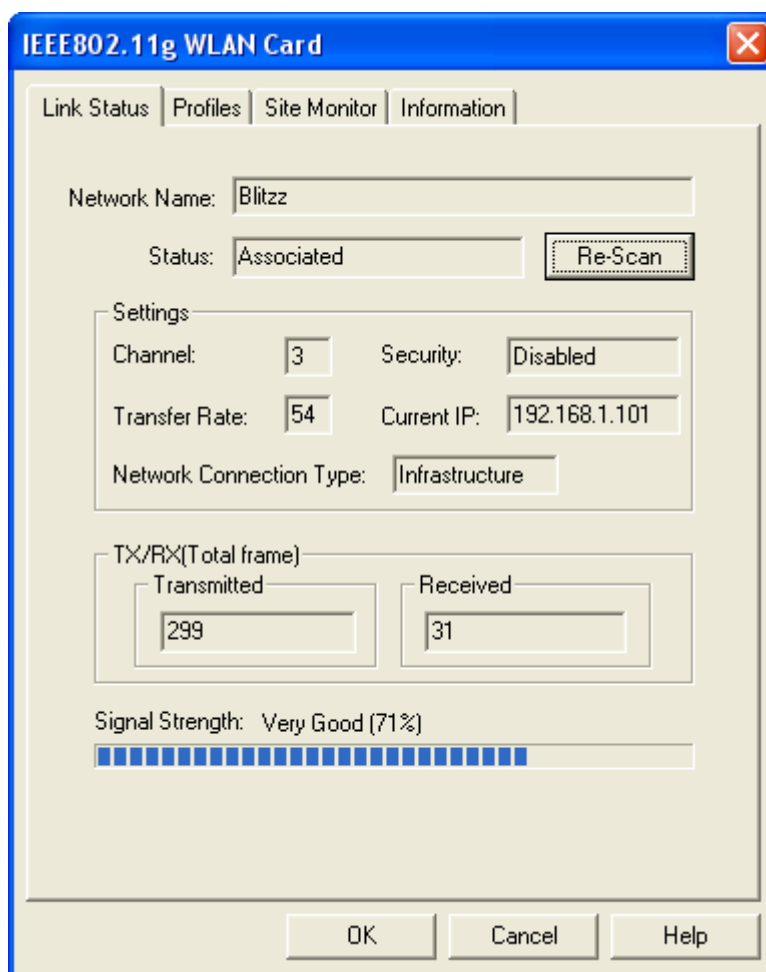 IEEE802.11g WLAN Card
Link Status Profiles Site Monitor Information
Network Name: Blitzz
Status: Associated Re-Scan
Settings
Channel: 3 Security: Disabled
Transfer Rate: 54 Current IP: 192.168.1.101
Network Connection Type: Infrastructure
TX/RX(Total frame)
Transmitted Received
299 31
Signal Strength: Very Good (71%)
OK Cancel Help